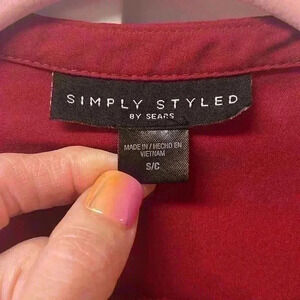 SIMPLY STYLED
BY SEARS
MADE IN / HECHO EN
VIETNAM
S/C